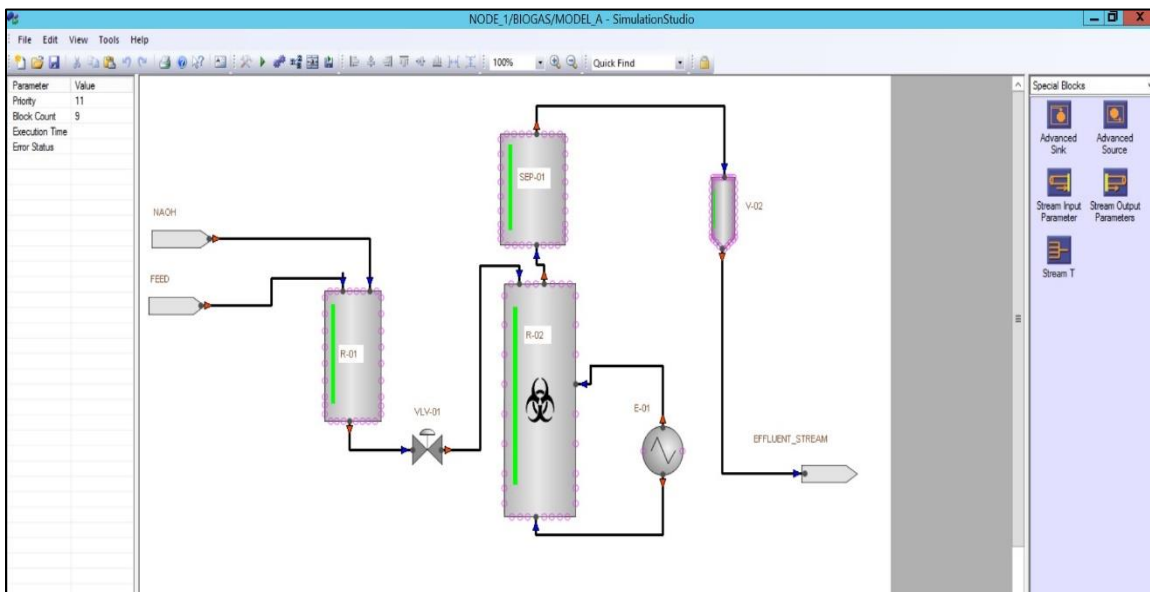 NODE_1/BIOGAS/MODEL_A - SimulationStudio
File Edit View Tools Help
100% Quick Find
Parameter Value
Priority 11
Block Count 9
Execution Time
Error Status
Special Blocks
Advanced Sink
Advanced Source
Stream Input Parameter
Stream Output Parameters
Stream T
SEP-01
V-02
NAOH
FEED
R-01
R-02
VLV-01
E-01
EFFLUENT_STREAM